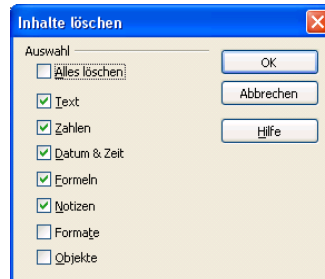 Inhalte löschen
Auswahl
Alles löschen
Text
Zahlen
Datum & Zeit
Formeln
Notizen
Formate
Objekte
OK
Abbrechen
Hilfe